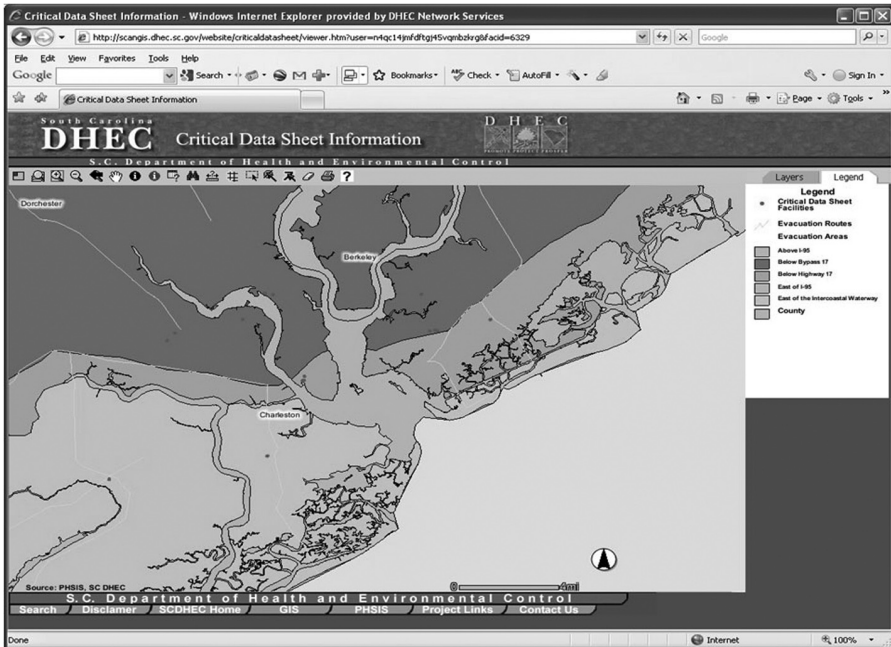 Critical Data Sheet Information - Windows Internet Explorer provided by DHEC Network Services
http://scangis.dhec.sc.gov/website/criticaldatasheet/viewer.htm?user=n4qc14jmfdftgj45vqmbzkrg&facid=6329
Google
File Edit View Favorites Tools Help
Google Search Bookmarks Check AutoFill Sign In
Critical Data Sheet Information Page Tools
South Carolina
DHEC Critical Data Sheet Information
D H E C
PROMOTE PROTECT PROSPER
S.C. Department of Health and Environmental Control
Layers Legend
Legend
Critical Data Sheet
Facilities
Evacuation Routes
Evacuation Areas
Above I-95
Below Bypass 17
Below Highway 17
East of I-95
East of the Intercoastal Waterway
County
Dorchester
Berkeley
Charleston
Source: PHSIS, SC DHEC
0 4mi
S.C. Department of Health and Environmental Control
Search Disclamer SCDHEC Home GIS PHSIS Project Links Contact Us
Done Internet 100%